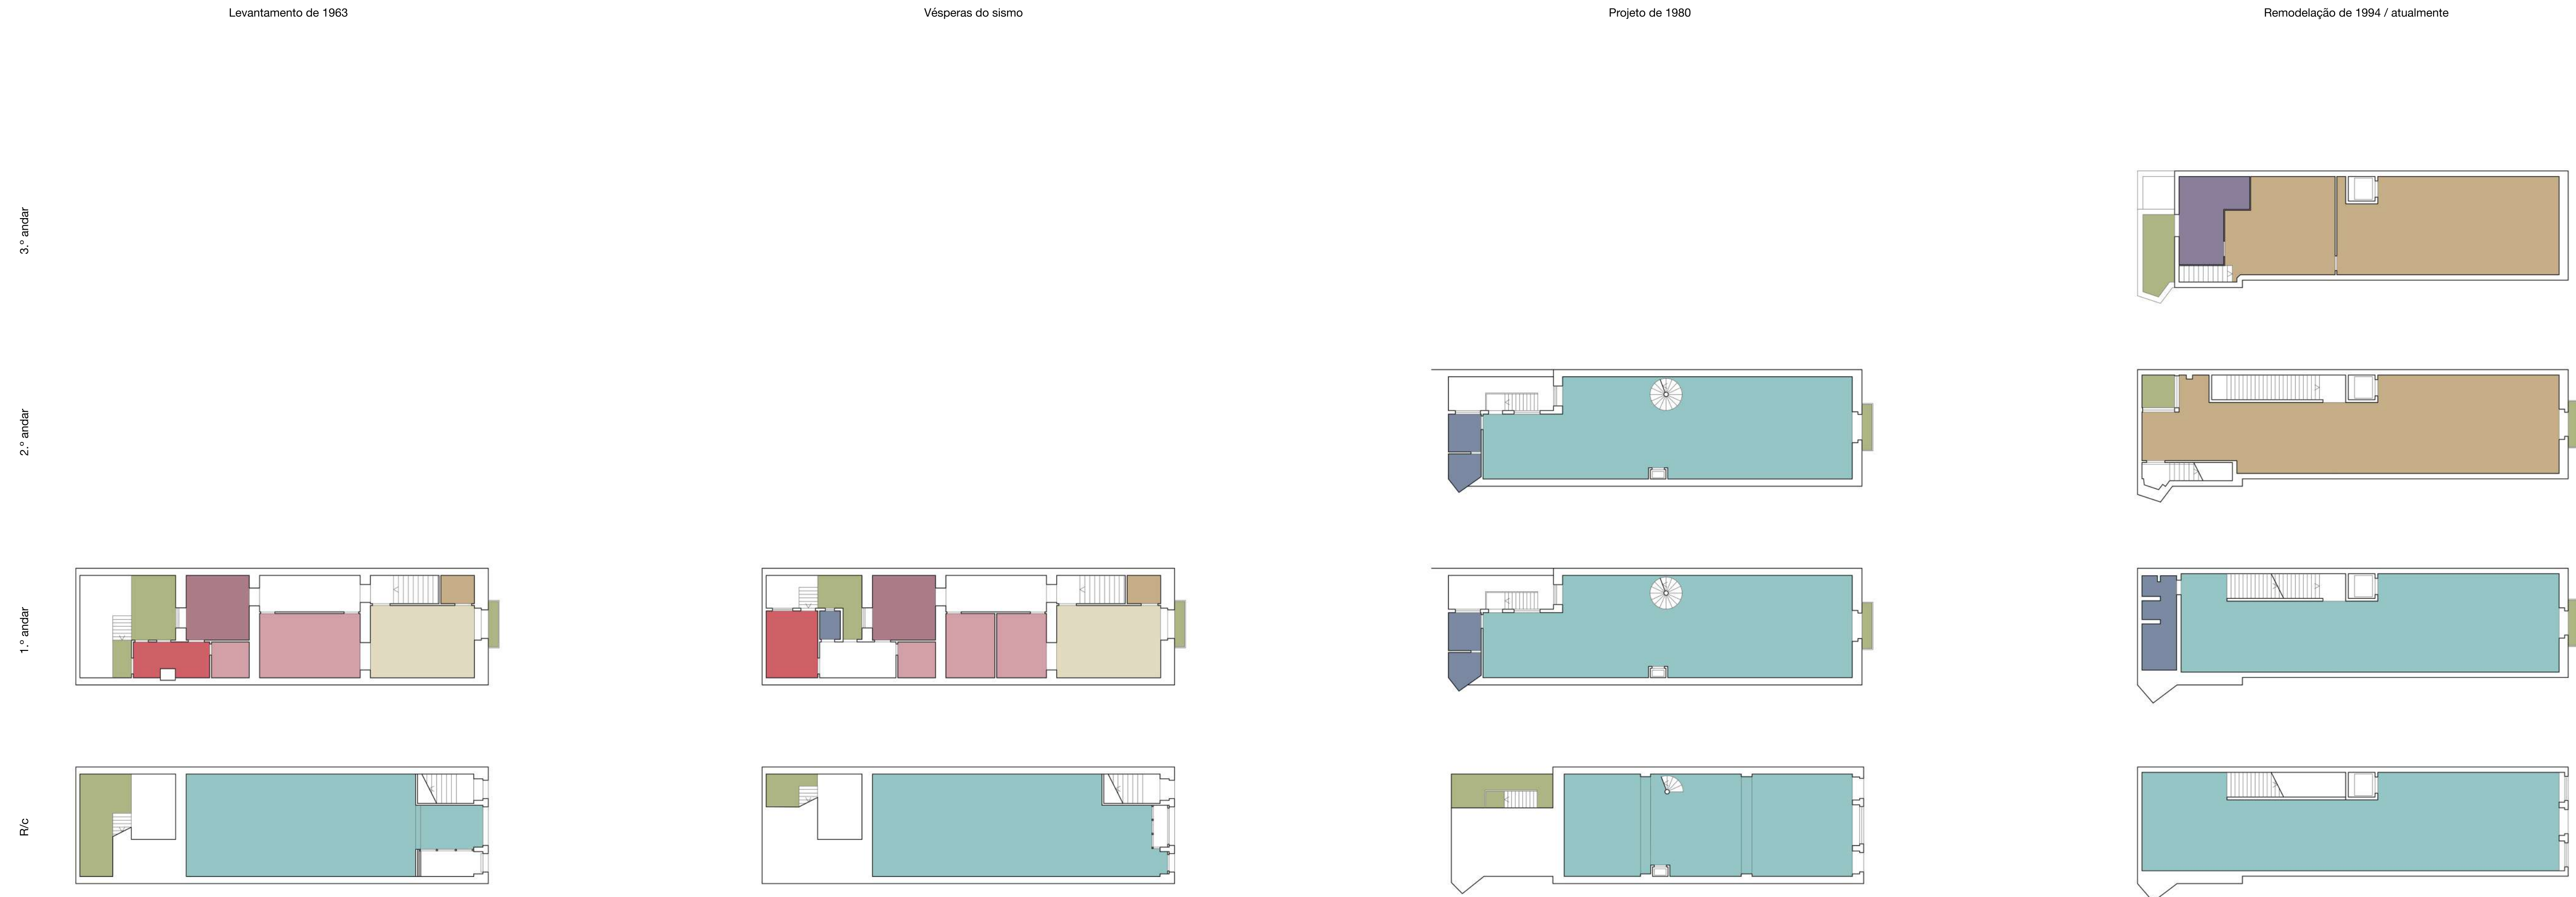 Levantamento de 1963
Vésperas do sismo
Projeto de 1980
Remodelação de 1994 / atualmente
3.º andar
2.º andar
1.º andar
R/c